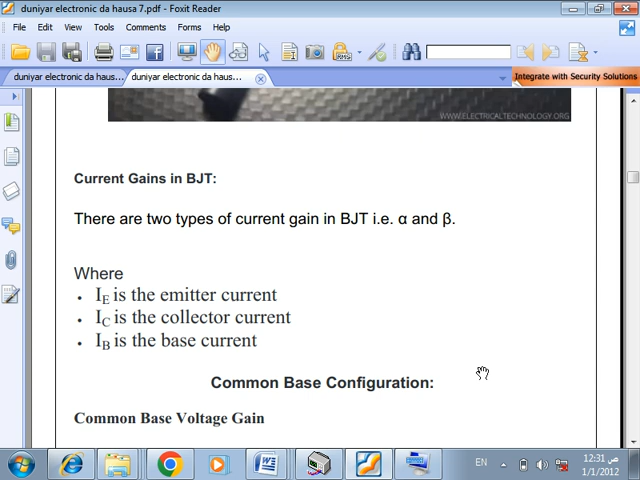 duniyar electronic da hausa 7.pdf - Foxit Reader
File Edit View Tools Comments Forms Help
duniyar electronic da haus... duniyar electronic da haus...
Integrate with Security Solutions
WWW.ELECTRICALTECHNOLOGY.ORG
Current Gains in BJT:
There are two types of current gain in BJT i.e. α and β.
Where
• IE is the emitter current
• IC is the collector current
• IB is the base current
Common Base Configuration:
Common Base Voltage Gain
EN
12:31 ص
1/1/2012